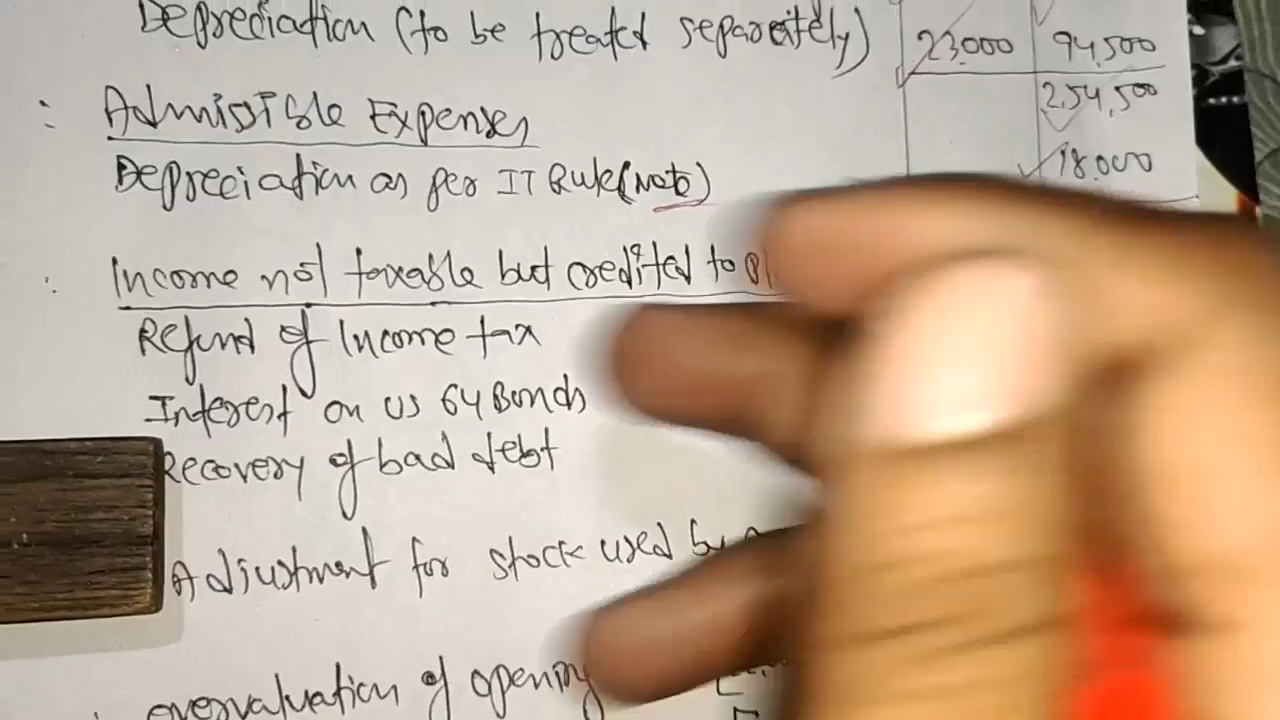 Depreciation (to be treated separately) 23,000 94,500
2,54,500
: Admissible Expenses
Depreciation as per IT Rule (note) 18,000
: Income not taxable but credited to
Refund of Income tax
Interest on US 64 Bonds
Recovery of bad debt
Adjustment for stock used by
overvaluation of opening